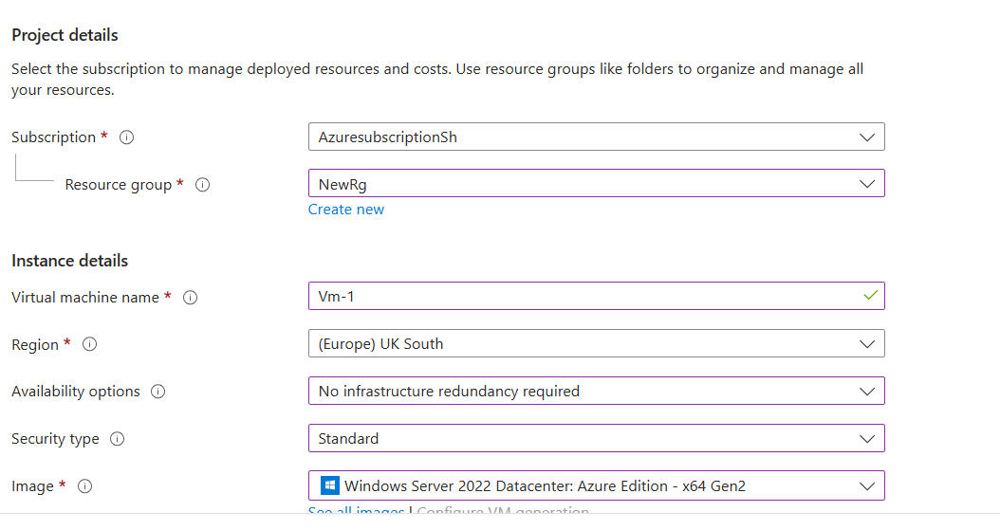 Project details
Select the subscription to manage deployed resources and costs. Use resource groups like folders to organize and manage all
your resources.
Subscription *
AzuresubscriptionSh
Resource group *
NewRg
Create new
Instance details
Virtual machine name *
Vm-1
Region *
(Europe) UK South
Availability options
No infrastructure redundancy required
Security type
Standard
Image *
Windows Server 2022 Datacenter: Azure Edition - x64 Gen2
See all images | Configure VM generation